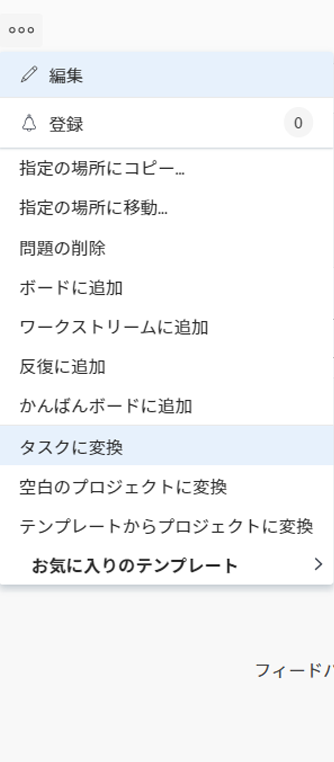 編集
登録 0
指定の場所にコピー...
指定の場所に移動...
問題の削除
ボードに追加
ワークストリームに追加
反復に追加
かんばんボードに追加
タスクに変換
空白のプロジェクトに変換
テンプレートからプロジェクトに変換
お気に入りのテンプレート
フィードバ